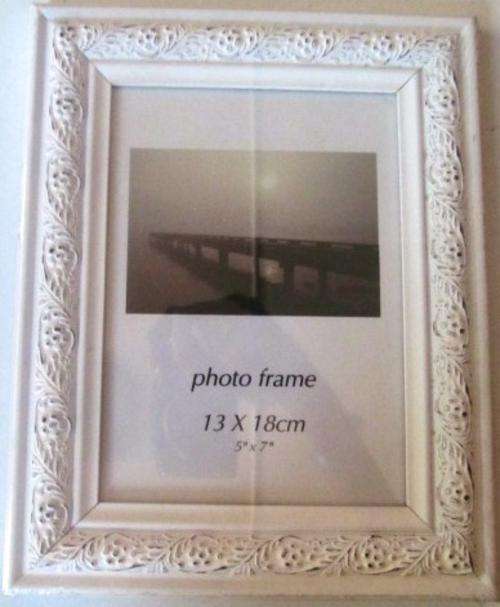 photo frame
13 X 18cm
5" x 7"